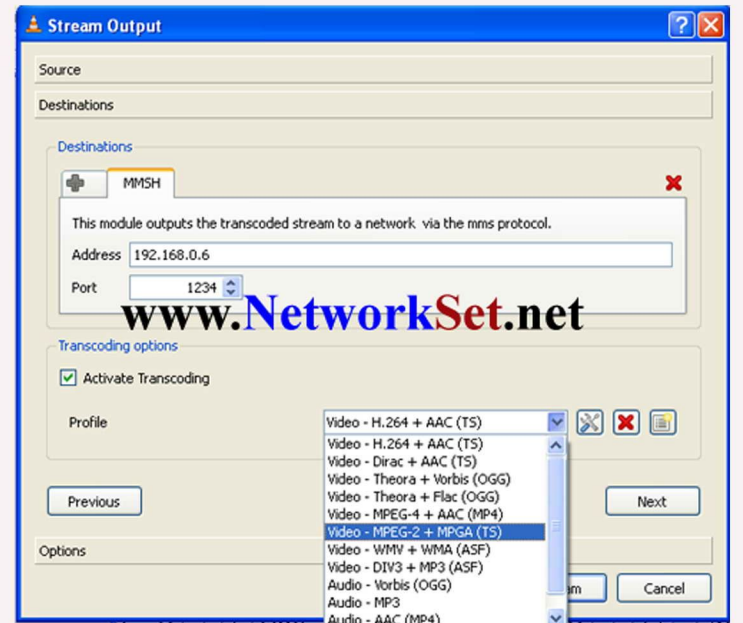 Stream Output
Source
Destinations
Destinations
MMSH
This module outputs the transcoded stream to a network via the mms protocol.
Address 192.168.0.6
Port 1234
www.NetworkSet.net
Transcoding options
Activate Transcoding
Profile Video - H.264 + AAC (TS)
Video - H.264 + AAC (TS)
Video - Dirac + AAC (TS)
Video - Theora + Vorbis (OGG)
Video - Theora + Flac (OGG)
Video - MPEG-4 + AAC (MP4)
Previous Next
Video - MPEG-2 + MPGA (TS)
Video - WMV + WMA (ASF)
Options
Video - DIV3 + MP3 (ASF)
Audio - Vorbis (OGG)
Cancel
Audio - MP3
Audio - AAC (MP4)